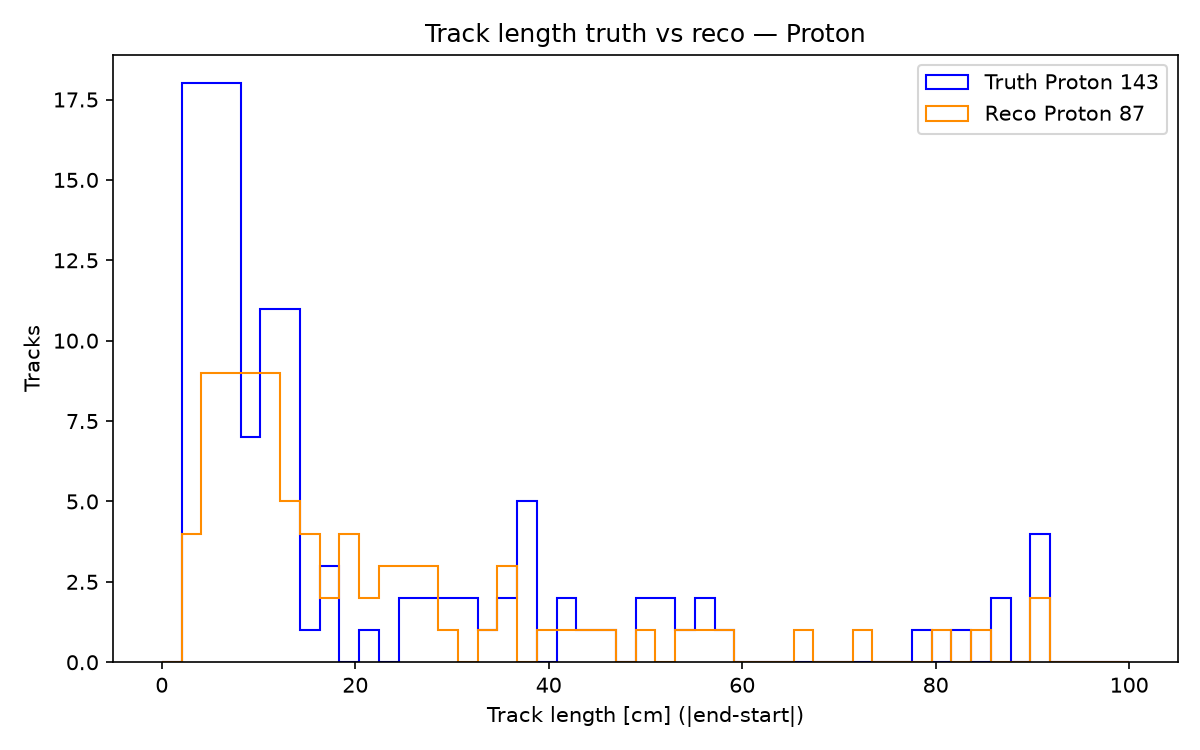 Track length truth vs reco — Proton
Truth Proton 143
Reco Proton 87
Tracks
17.5
15.0
12.5
10.0
7.5
5.0
2.5
0.0
0 20 40 60 80 100
Track length [cm] (|end-start|)